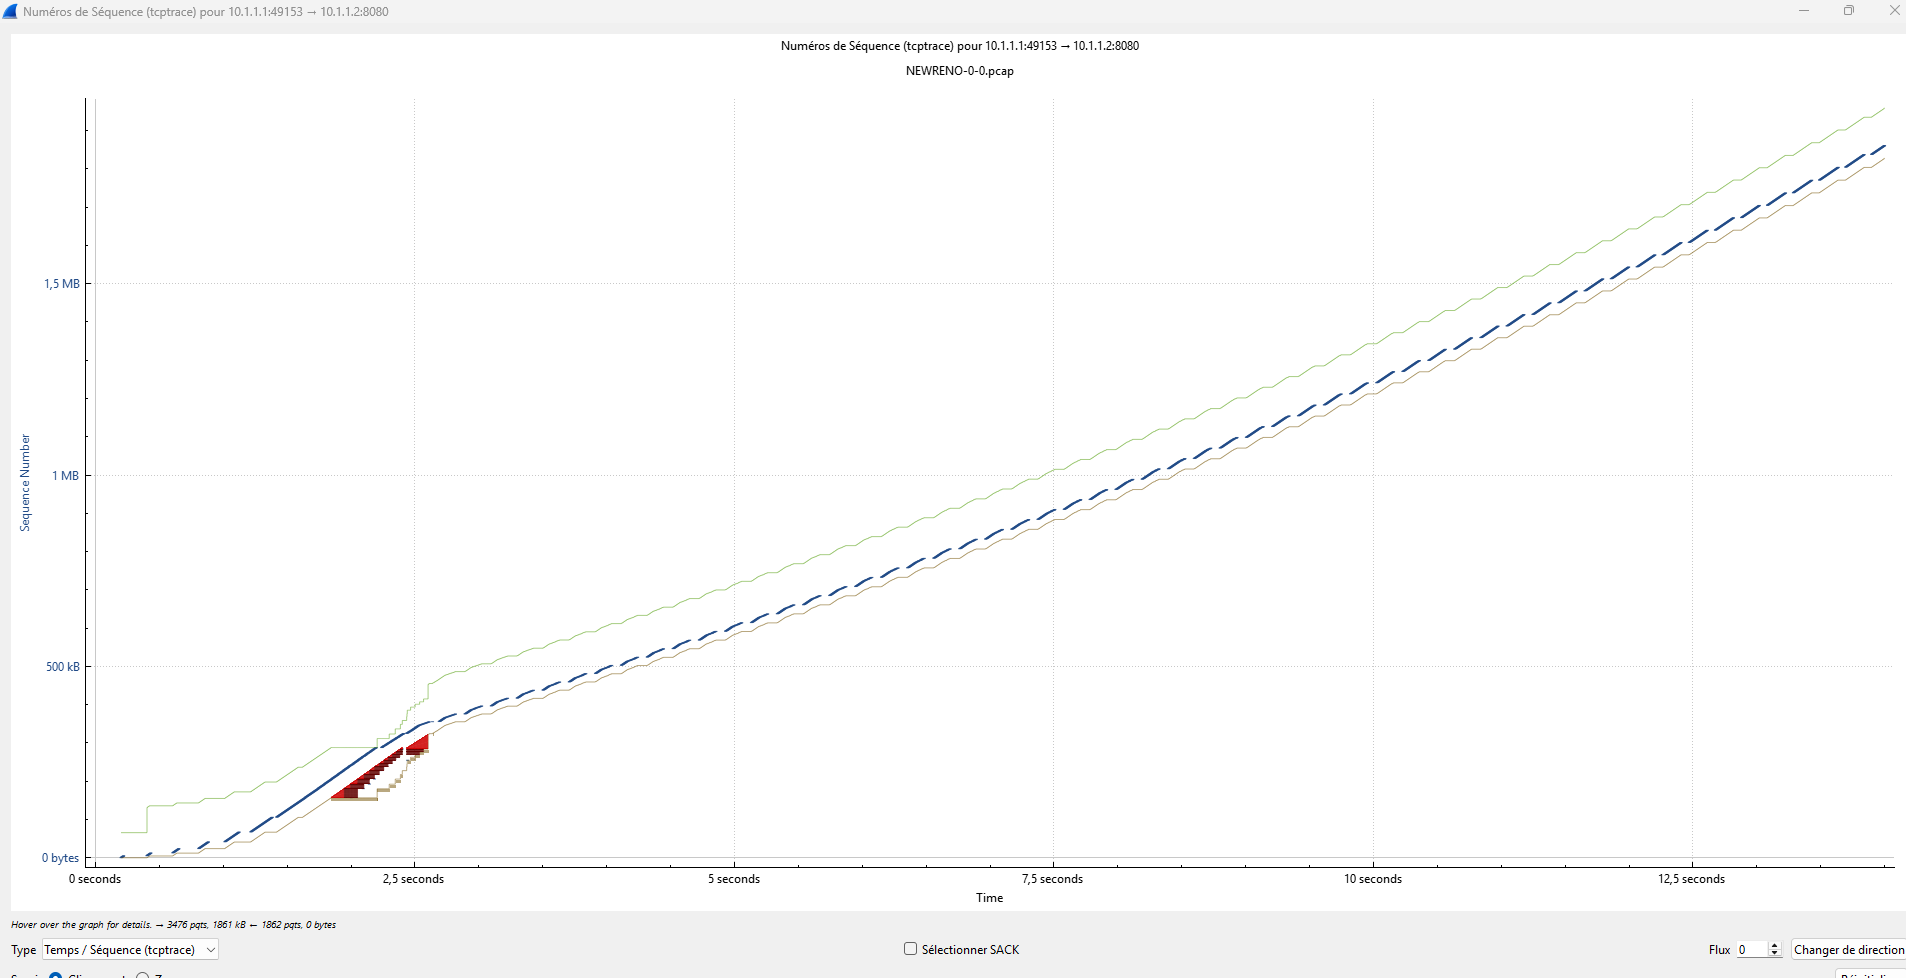 Numéros de Séquence (tcptrace) pour 10.1.1.1:49153 → 10.1.1.2:8080
Numéros de Séquence (tcptrace) pour 10.1.1.1:49153 → 10.1.1.2:8080
NEWRENO-0-0.pcap
Sequence Number
1,5 MB
1 MB
500 kB
0 bytes
0 seconds
2,5 seconds
5 seconds
7,5 seconds
10 seconds
12,5 seconds
Time
Hover over the graph for details. → 3476 pqts, 1861 kB ← 1862 pqts, 0 bytes
Type Temps / Séquence (tcptrace)
Sélectionner SACK
Flux 0
Changer de direction